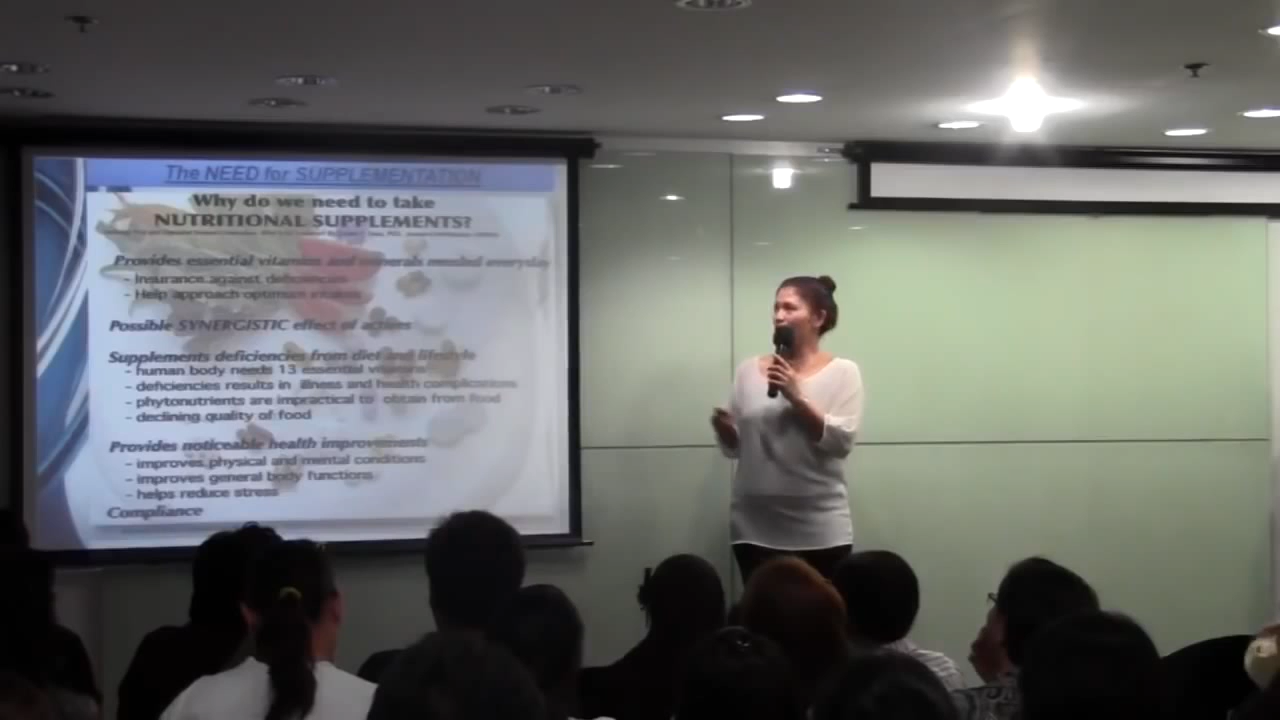 The NEED for SUPPLEMENTATION
Why do we need to take
NUTRITIONAL SUPPLEMENTS?
Provides essential vitamins and minerals needed everyday
- Insurance against deficiencies
- Help approach optimum intakes
Possible SYNERGISTIC effect of actions
Supplements deficiencies from diet and lifestyle
- human body needs 13 essential vitamins
- deficiencies results in illness and health complications
- phytonutrients are impractical to obtain from food
- declining quality of food
Provides noticeable health improvements
- improves physical and mental conditions
- improves general body functions
- helps reduce stress
Compliance